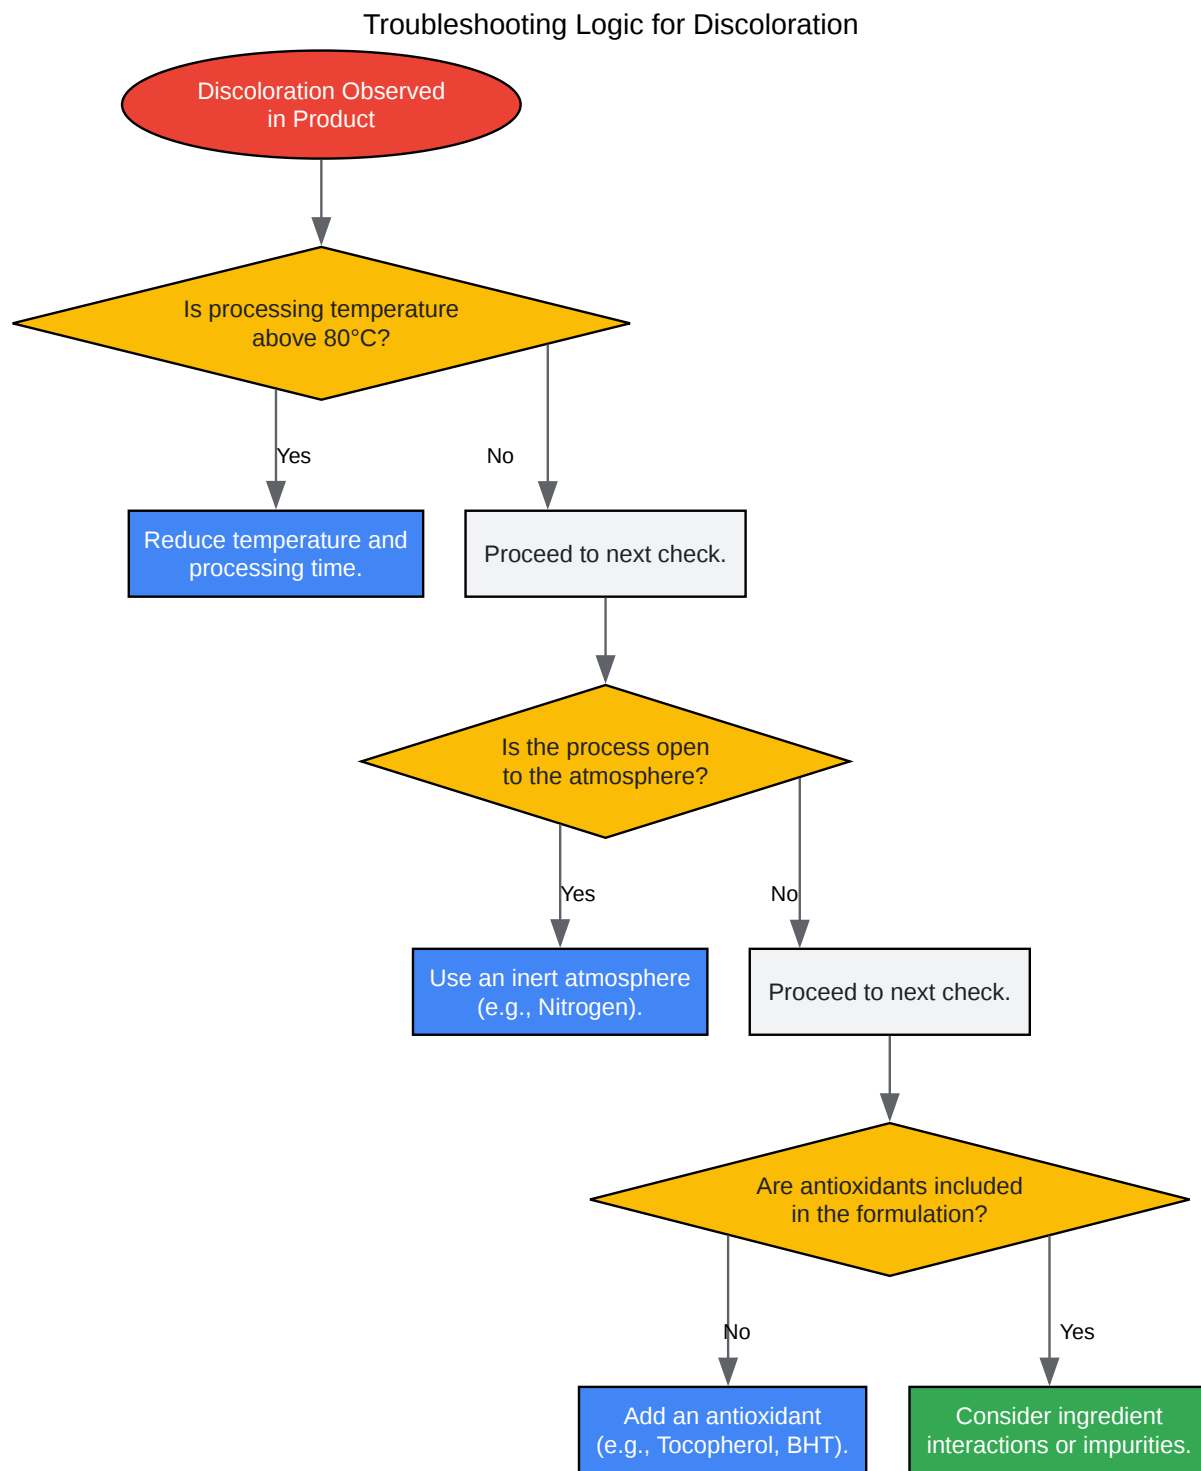 Troubleshooting Logic for Discoloration
Discoloration Observed
in Product
Is processing temperature
above 80°C?
Yes
No
Reduce temperature and
processing time.
Proceed to next check.
Is the process open
to the atmosphere?
Yes
No
Use an inert atmosphere
(e.g., Nitrogen).
Proceed to next check.
Are antioxidants included
in the formulation?
No
Yes
Add an antioxidant
(e.g., Tocopherol, BHT).
Consider ingredient
interactions or impurities.